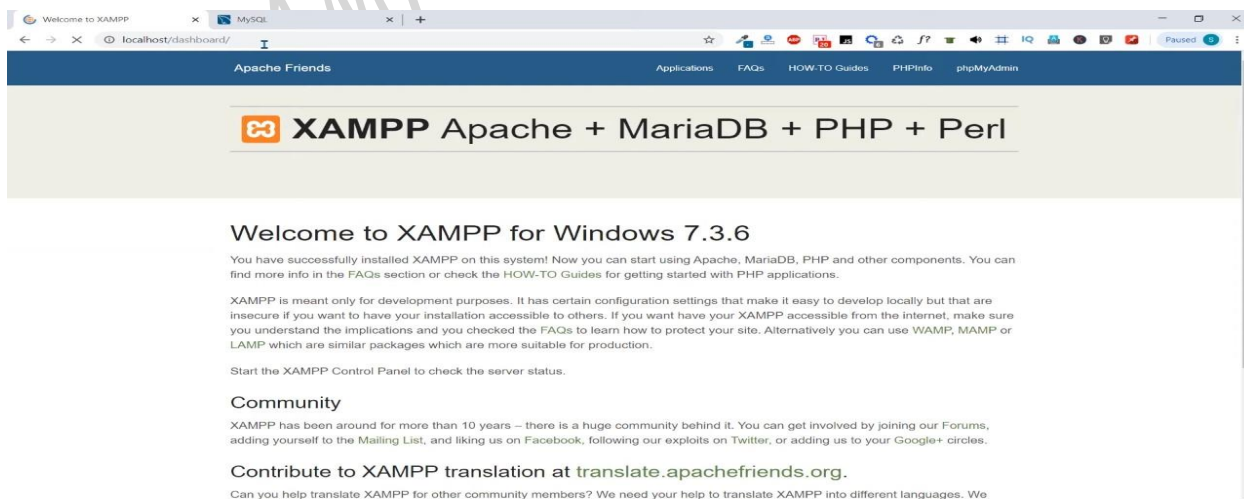 Welcome to XAMPP
MySQL
localhost/dashboard/
Paused
Apache Friends
Applications
FAQs
HOW-TO Guides
PHPInfo
phpMyAdmin
XAMPP Apache + MariaDB + PHP + Perl
Welcome to XAMPP for Windows 7.3.6
You have successfully installed XAMPP on this system! Now you can start using Apache, MariaDB, PHP and other components. You can
find more info in the FAQs section or check the HOW-TO Guides for getting started with PHP applications.
XAMPP is meant only for development purposes. It has certain configuration settings that make it easy to develop locally but that are
insecure if you want to have your installation accessible to others. If you want have your XAMPP accessible from the internet, make sure
you understand the implications and you checked the FAQs to learn how to protect your site. Alternatively you can use WAMP, MAMP or
LAMP which are similar packages which are more suitable for production.
Start the XAMPP Control Panel to check the server status.
Community
XAMPP has been around for more than 10 years – there is a huge community behind it. You can get involved by joining our Forums,
adding yourself to the Mailing List, and liking us on Facebook, following our exploits on Twitter, or adding us to your Google+ circles.
Contribute to XAMPP translation at translate.apachefriends.org.
Can you help translate XAMPP for other community members? We need your help to translate XAMPP into different languages. We